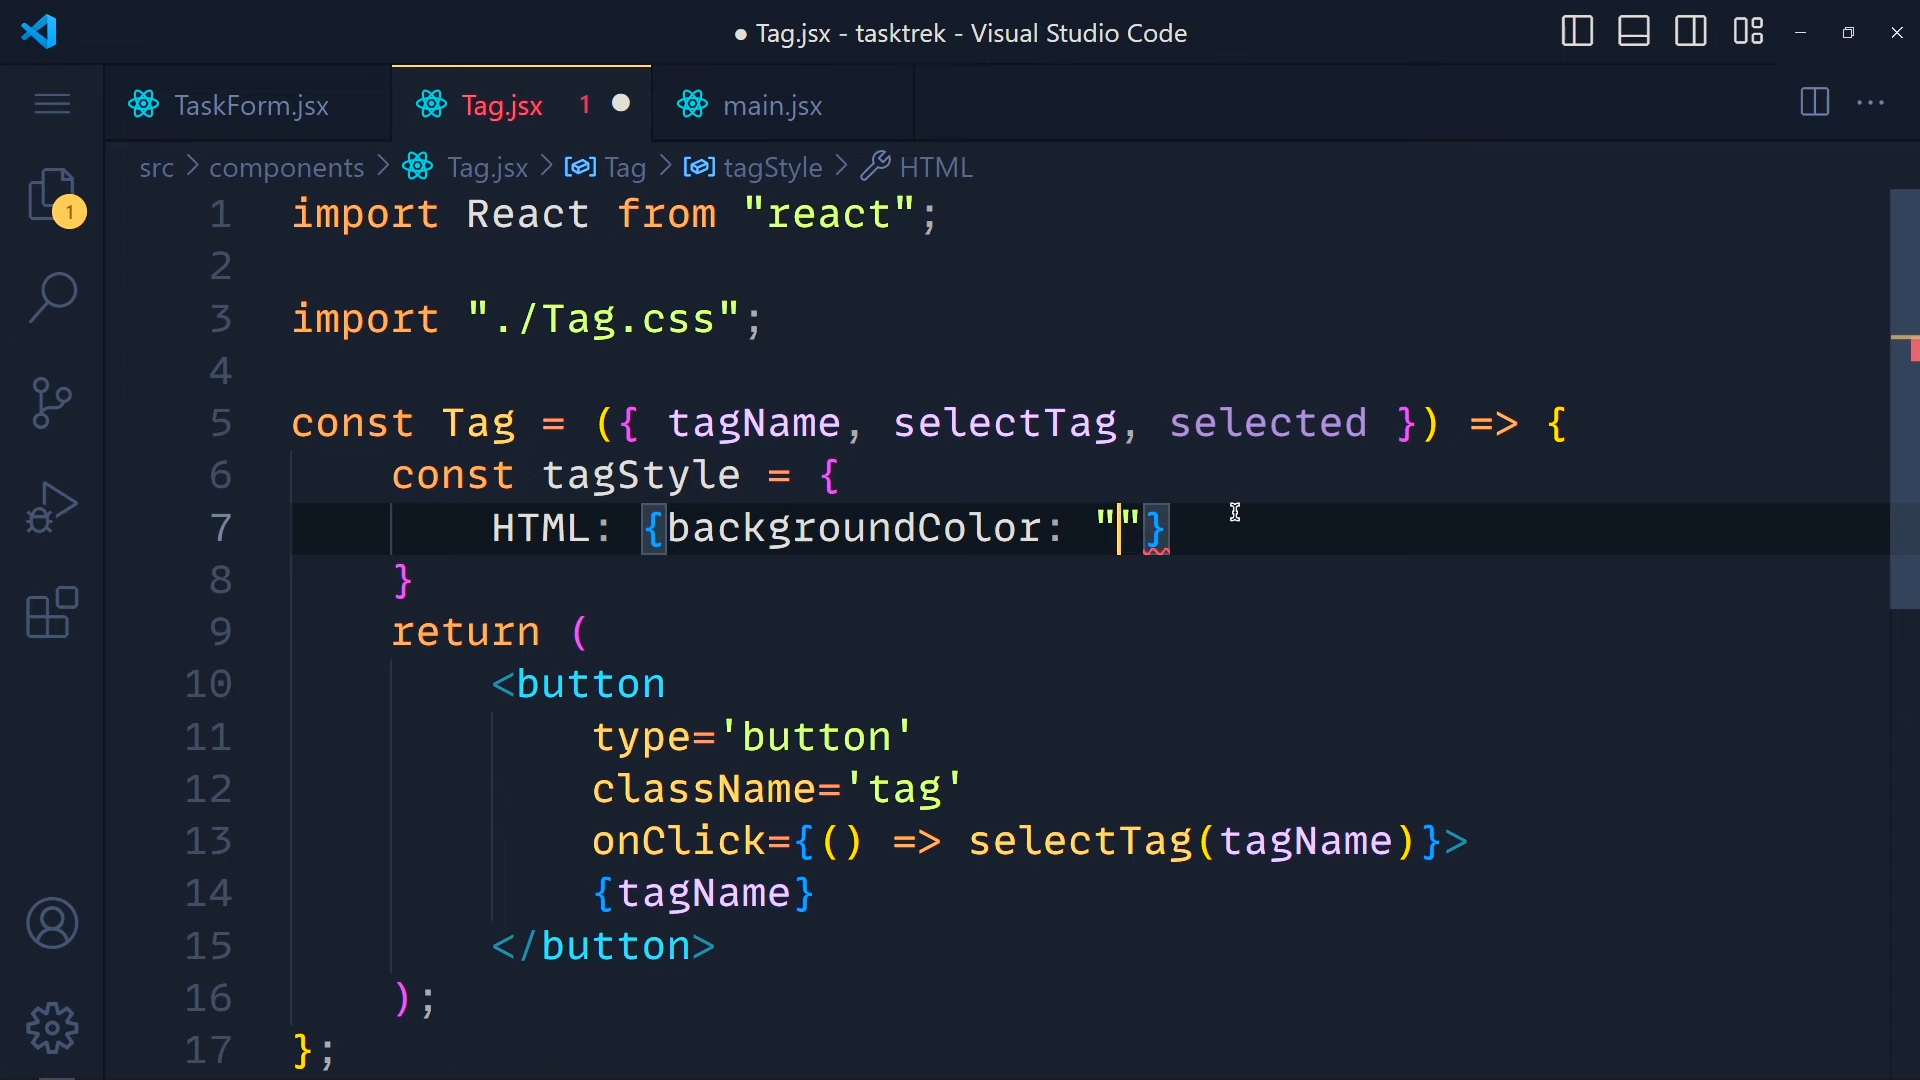 ● Tag.jsx - tasktrek - Visual Studio Code
TaskForm.jsx
Tag.jsx 1
main.jsx
src > components > Tag.jsx > Tag > tagStyle > HTML
1
1 import React from "react";
2
3 import "./Tag.css";
4
5 const Tag = ({ tagName, selectTag, selected }) => {
6 const tagStyle = {
7 HTML: {backgroundColor: ""}
8 }
9 return (
10 <button
11 type='button'
12 className='tag'
13 onClick={() => selectTag(tagName)}>
14 {tagName}
15 </button>
16 );
17 };